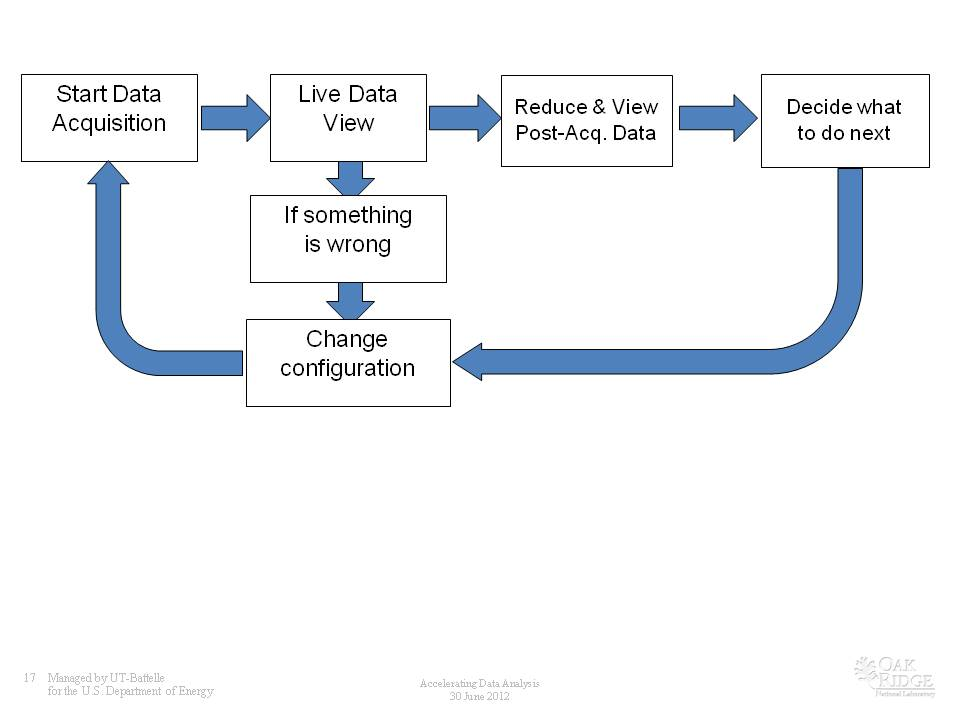 Start Data
Acquisition
Live Data
View
Reduce & View
Post-Acq. Data
Decide what
to do next
If something
is wrong
Change
configuration
17 Managed by UT-Battelle
for the U.S. Department of Energy
Accelerating Data Analysis
30 June 2012
OAK
RIDGE
National Laboratory